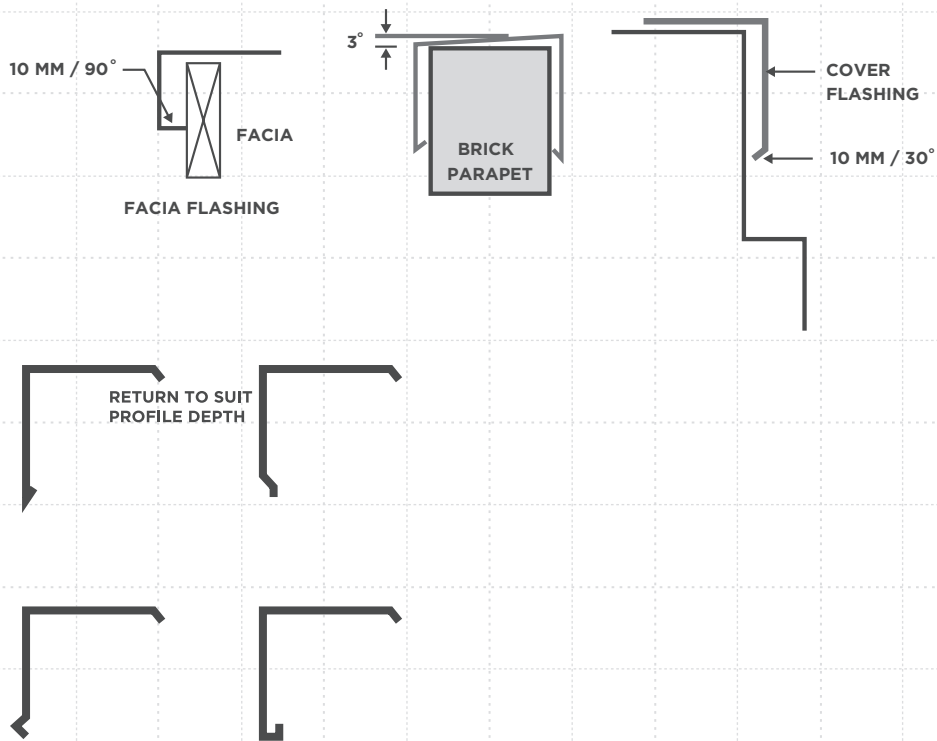 10 MM / 90°
FACIA
FACIA FLASHING
3°
BRICK
PARAPET
COVER
FLASHING
10 MM / 30°
RETURN TO SUIT
PROFILE DEPTH